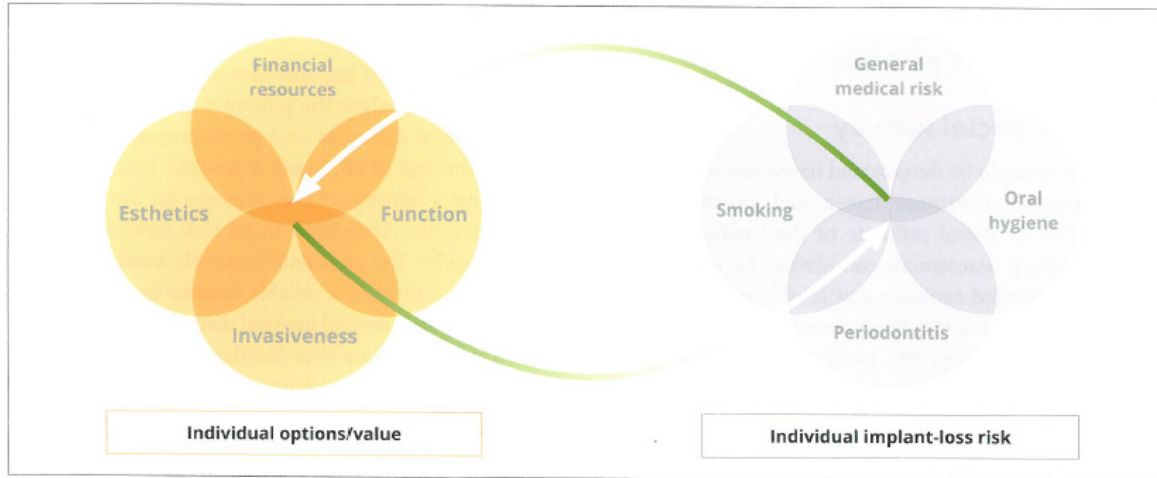 Financial
resources
Esthetics
Function
Invasiveness
Individual options/value
General
medical risk
Smoking
Oral
hygiene
Periodontitis
Individual implant-loss risk